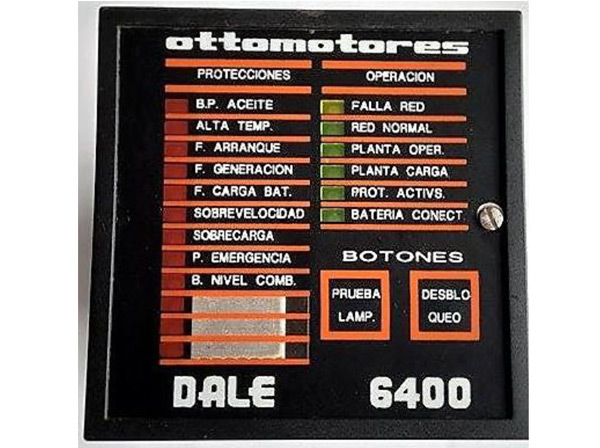 ottomotores
PROTECCIONES
B.P. ACEITE
ALTA TEMP.
F. ARRANQUE
F. GENERACION
F. CARGA BAT.
SOBREVELOCIDAD
SOBRECARGA
P. EMERGENCIA
B. NIVEL COMB.
OPERACION
FALLA RED
RED NORMAL
PLANTA OPER.
PLANTA CARGA
PROT. ACTIVS.
BATERIA CONECT.
BOTONES
PRUEBA
LAMP.
DESBLO
QUEO
DALE 6400